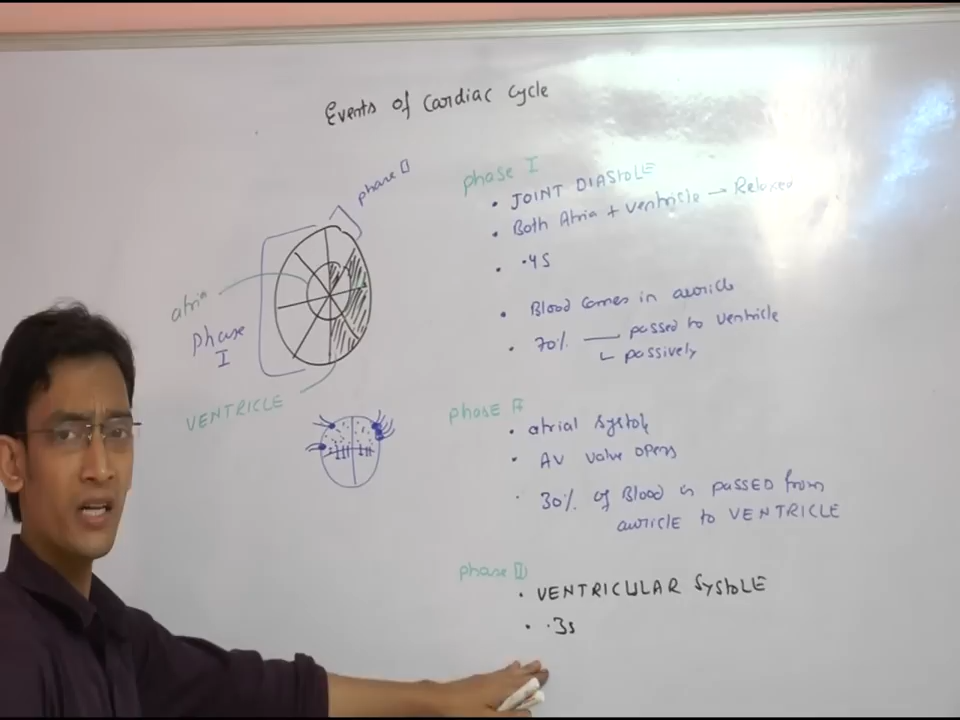 Events of Cardiac Cycle
phase II
atria
phase
I
VENTRICLE
phase I
• JOINT DIASTOLE
• Both Atria + ventricle → Relaxed
• .4S
• Blood comes in auricle
• 70% — passed to ventricle
passively
phase II
• atrial systole
• AV valve opens
• 30% of Blood is passed from
auricle to VENTRICLE
phase III
• VENTRICULAR SYSTOLE
• .3s